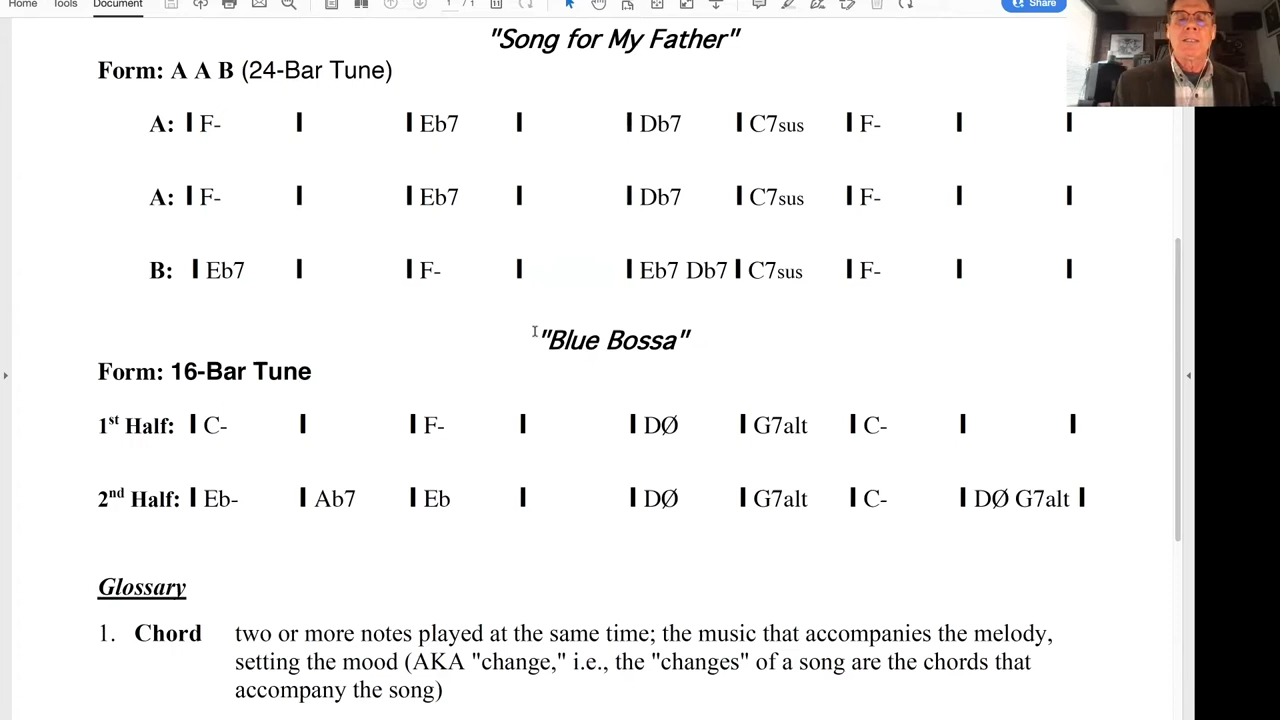 Home Tools Document 1 / 1 Share
"Song for My Father"
Form: A A B (24-Bar Tune)
A: | F- | | Eb7 | | Db7 | C7sus | F- | |
A: | F- | | Eb7 | | Db7 | C7sus | F- | |
B: | Eb7 | | F- | | Eb7 Db7 | C7sus | F- | |
"Blue Bossa"
Form: 16-Bar Tune
1st Half: | C- | | F- | | DØ | G7alt | C- | |
2nd Half: | Eb- | Ab7 | Eb | | DØ | G7alt | C- | DØ G7alt |
Glossary
1. Chord two or more notes played at the same time; the music that accompanies the melody,
setting the mood (AKA "change," i.e., the "changes" of a song are the chords that
accompany the song)